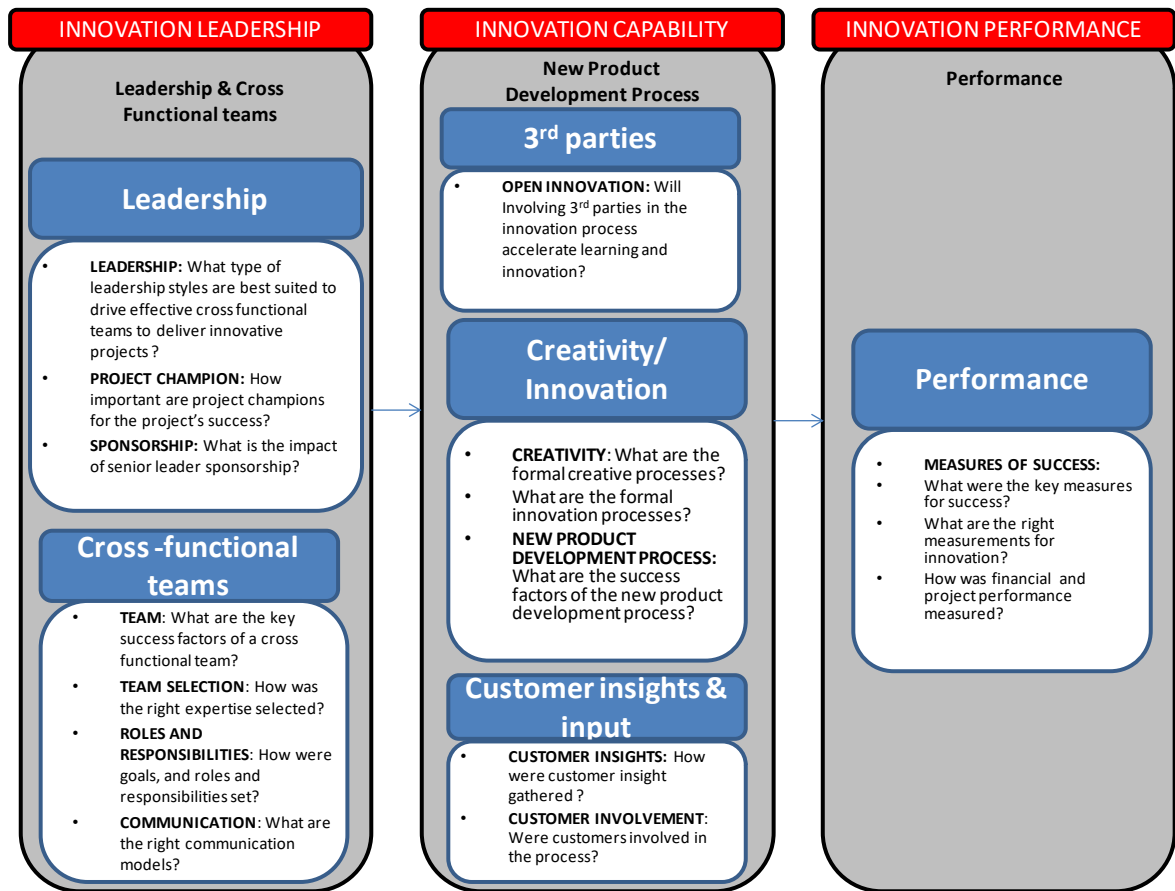 INNOVATION LEADERSHIP
Leadership & Cross
Functional teams
Leadership
• LEADERSHIP: What type of
leadership styles are best suited to
drive effective cross functional
teams to deliver innovative
projects ?
• PROJECT CHAMPION: How
important are project champions
for the project’s success?
• SPONSORSHIP: What is the impact
of senior leader sponsorship?
Cross -functional
teams
• TEAM: What are the key
success factors of a cross
functional team?
• TEAM SELECTION: How was
the right expertise selected?
• ROLES AND
RESPONSIBILITIES: How were
goals, and roles and
responsibilities set?
• COMMUNICATION: What are
the right communication
models?
INNOVATION CAPABILITY
New Product
Development Process
3rd parties
• OPEN INNOVATION: Will
Involving 3rd parties in the
innovation process
accelerate learning and
innovation?
Creativity/
Innovation
• CREATIVITY: What are the
formal creative processes?
• What are the formal
innovation processes?
• NEW PRODUCT
DEVELOPMENT PROCESS:
What are the success
factors of the new product
development process?
Customer insights &
input
• CUSTOMER INSIGHTS: How
were customer insight
gathered ?
• CUSTOMER INVOLVEMENT:
Were customers involved in
the process?
INNOVATION PERFORMANCE
Performance
Performance
• MEASURES OF SUCCESS:
• What were the key measures
for success?
• What are the right
measurements for
innovation?
• How was financial and
project performance
measured?